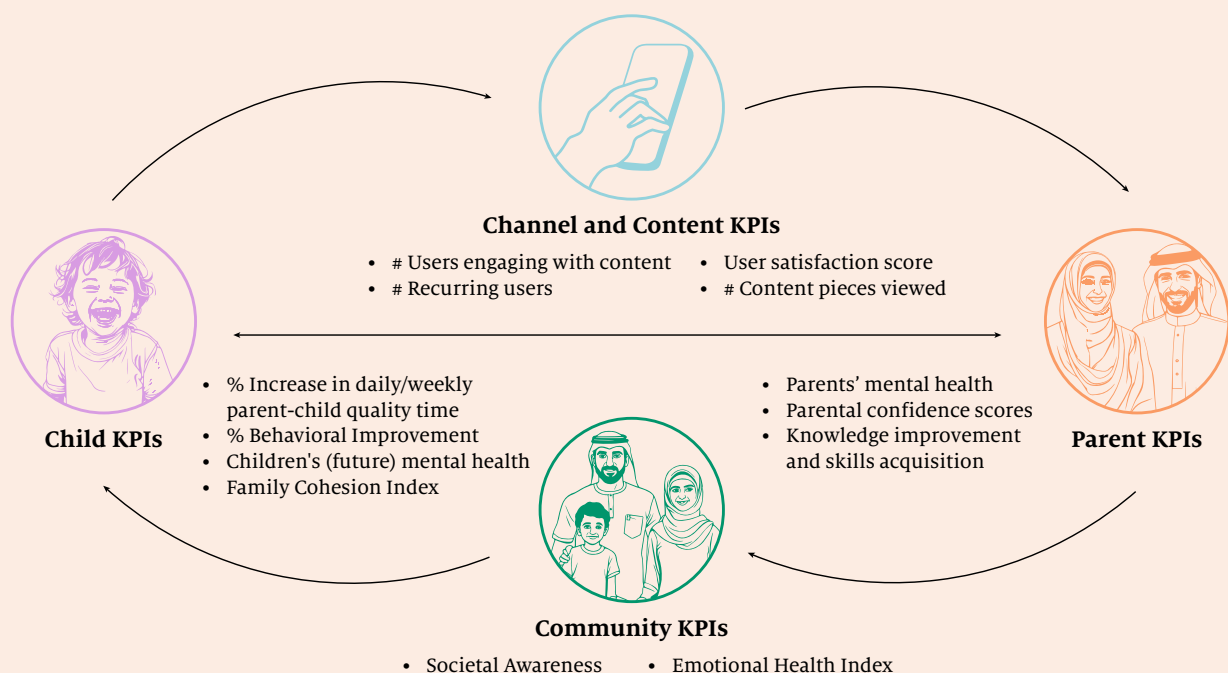 Channel and Content KPIs
• # Users engaging with content
• # Recurring users
• User satisfaction score
• # Content pieces viewed
Child KPIs
• % Increase in daily/weekly
parent-child quality time
• % Behavioral Improvement
• Children's (future) mental health
• Family Cohesion Index
• Parents’ mental health
• Parental confidence scores
• Knowledge improvement
and skills acquisition
Parent KPIs
Community KPIs
• Societal Awareness
• Emotional Health Index